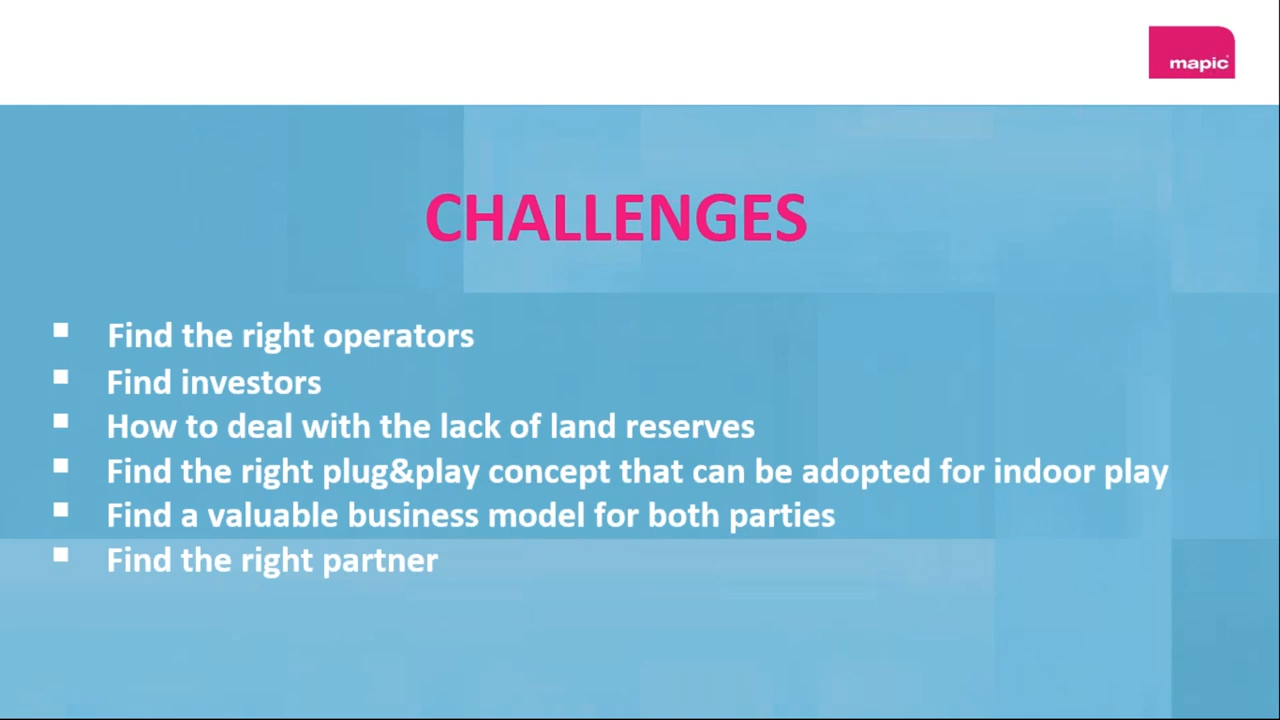 mapic
CHALLENGES
Find the right operators
Find investors
How to deal with the lack of land reserves
Find the right plug&play concept that can be adopted for indoor play
Find a valuable business model for both parties
Find the right partner